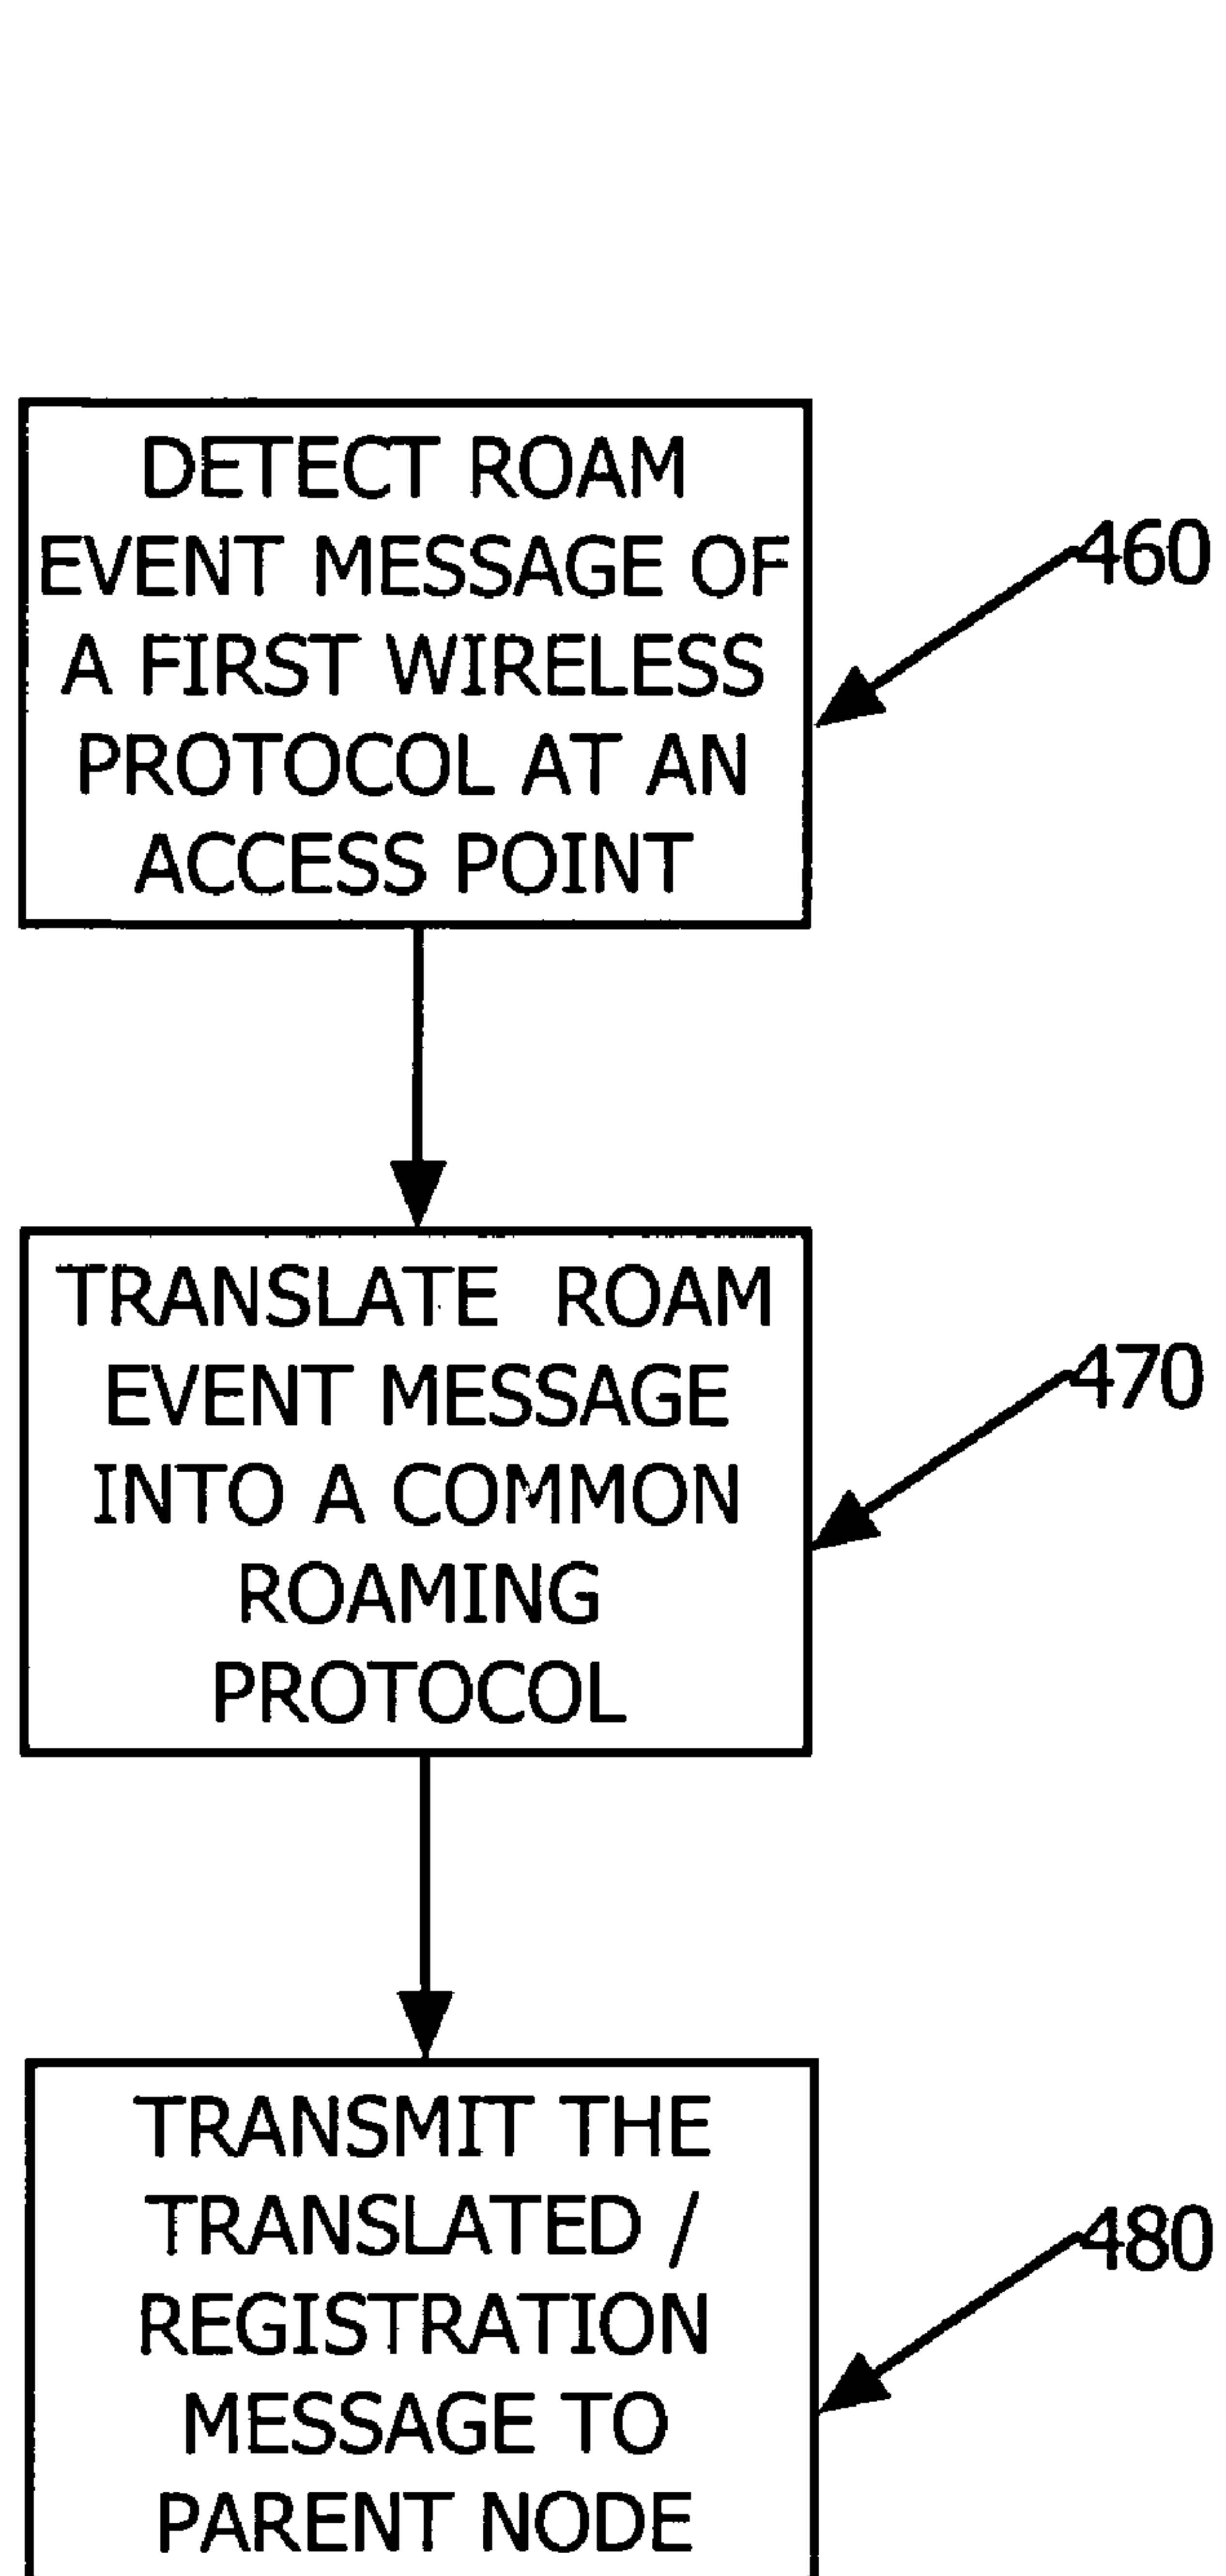 DETECT ROAM
EVENT MESSAGE OF
A FIRST WIRELESS
PROTOCOL AT AN
ACCESS POINT
460
TRANSLATE ROAM
EVENT MESSAGE
INTO A COMMON
ROAMING
PROTOCOL
470
TRANSMIT THE
TRANSLATED /
REGISTRATION
MESSAGE TO
PARENT NODE
480